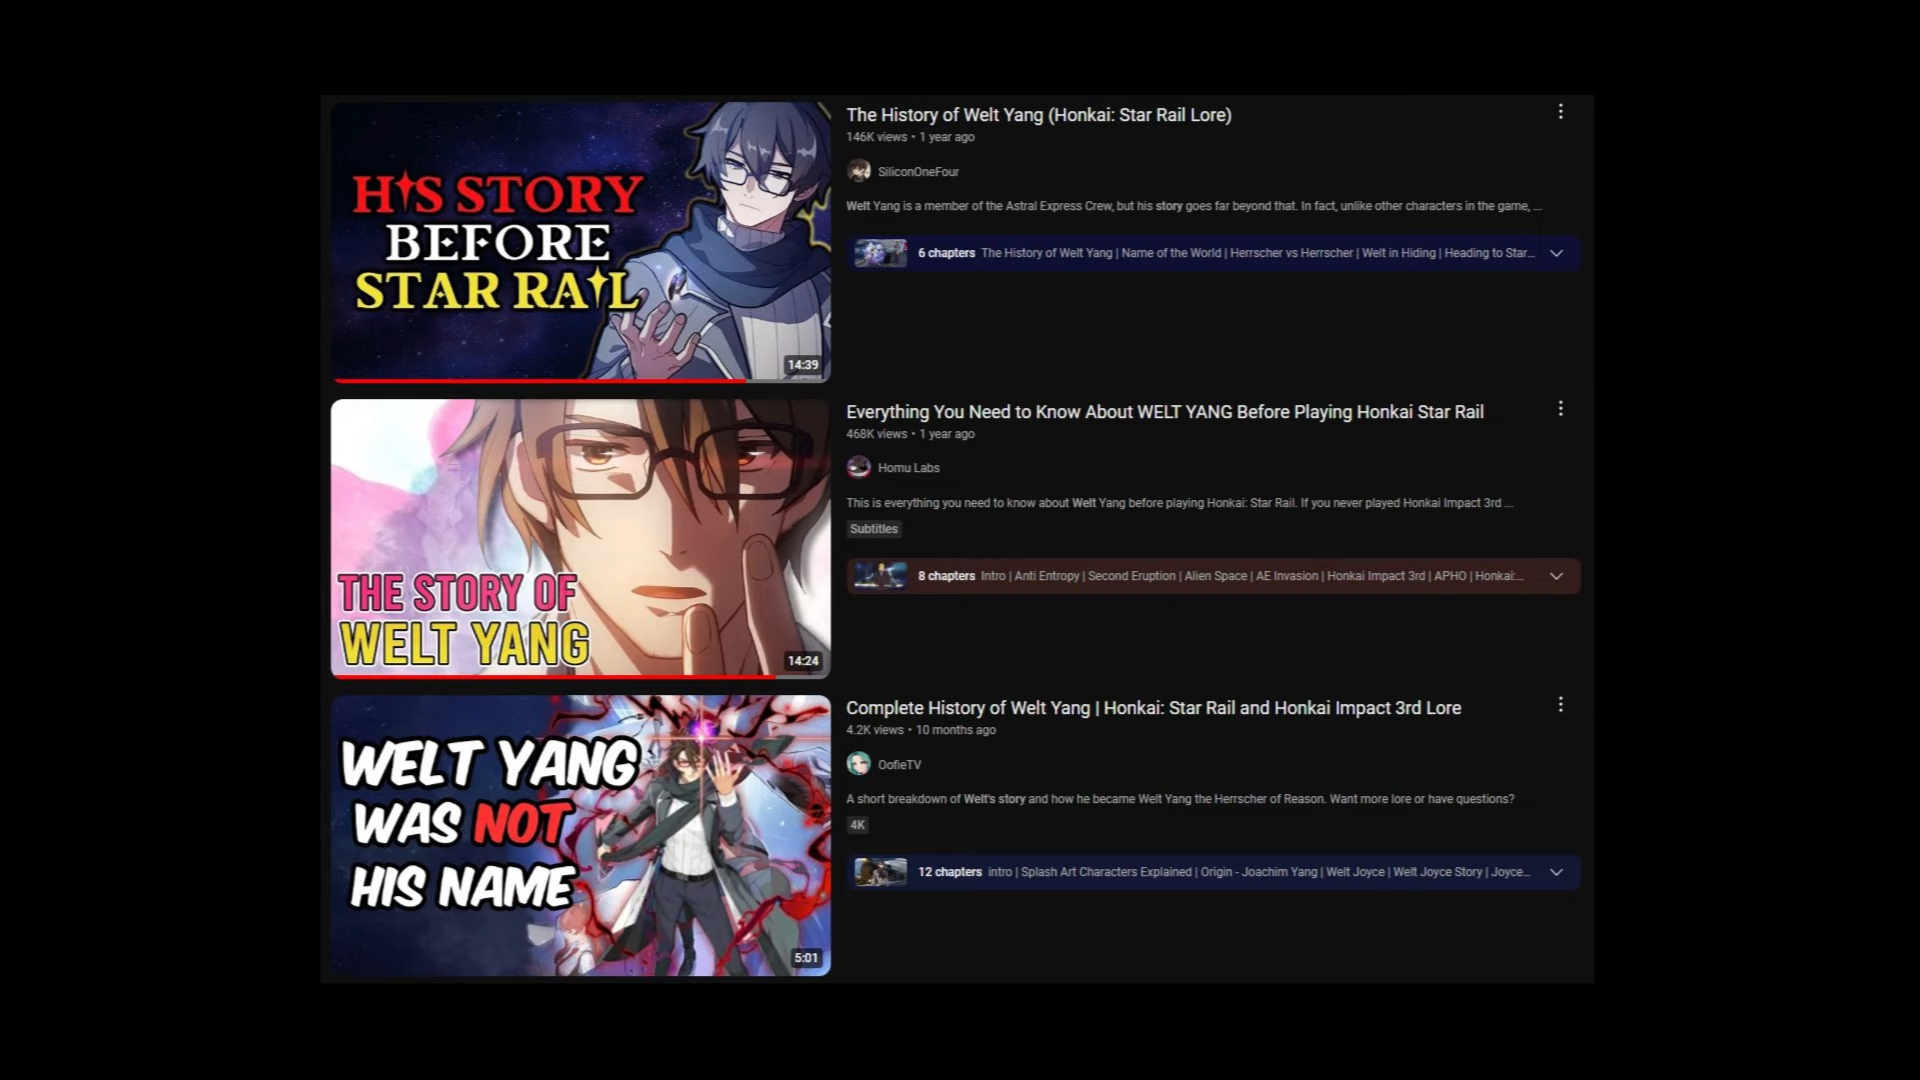 HIS STORY
BEFORE
STAR RAIL
14:39
The History of Welt Yang (Honkai: Star Rail Lore)
146K views • 1 year ago
SiliconOneFour
Welt Yang is a member of the Astral Express Crew, but his story goes far beyond that. In fact, unlike other characters in the game, ...
6 chapters The History of Welt Yang | Name of the World | Herrscher vs Herrscher | Welt in Hiding | Heading to Star...
THE STORY OF
WELT YANG
14:24
Everything You Need to Know About WELT YANG Before Playing Honkai Star Rail
468K views • 1 year ago
Homu Labs
This is everything you need to know about Welt Yang before playing Honkai: Star Rail. If you never played Honkai Impact 3rd ...
Subtitles
8 chapters Intro | Anti Entropy | Second Eruption | Alien Space | AE Invasion | Honkai Impact 3rd | APHO | Honkai:...
WELT YANG
WAS NOT
HIS NAME
5:01
Complete History of Welt Yang | Honkai: Star Rail and Honkai Impact 3rd Lore
4.2K views • 10 months ago
OofieTV
A short breakdown of Welt's story and how he became Welt Yang the Herrscher of Reason. Want more lore or have questions?
4K
12 chapters intro | Splash Art Characters Explained | Origin - Joachim Yang | Welt Joyce | Welt Joyce Story | Joyce...